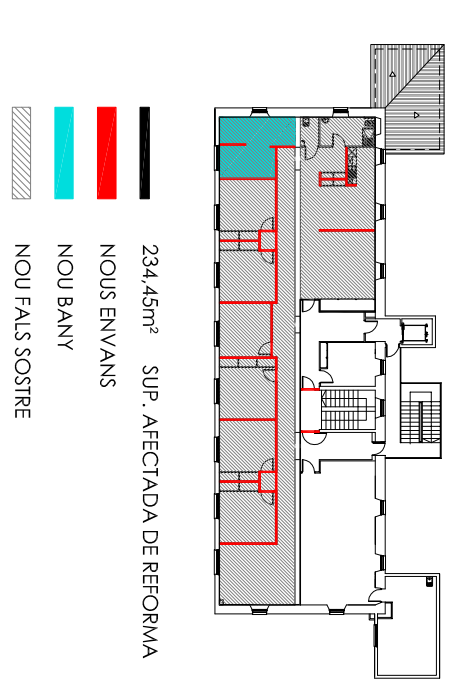 234,45m² SUP. AFECTADA DE REFORMA
NOUS ENVANS
NOU BANY
NOU FALS SOSTRE